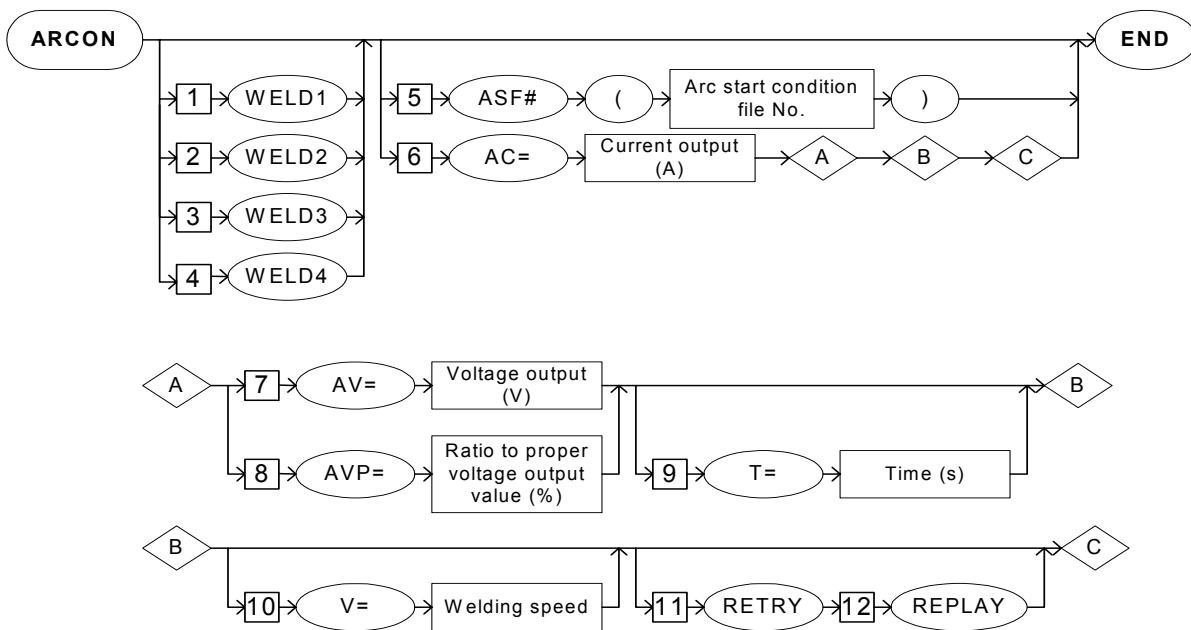 ARCON
END
1 WELD1
5 ASF# ( Arc start condition
file No. )
2 WELD2
6 AC= Current output
(A)
A B C
3 WELD3
4 WELD4
A
7 AV= Voltage output
(V)
B
8 AVP= Ratio to proper
voltage output
value (%)
9 T= Time (s)
B
C
10 V= Welding speed
11 RETRY 12 REPLAY